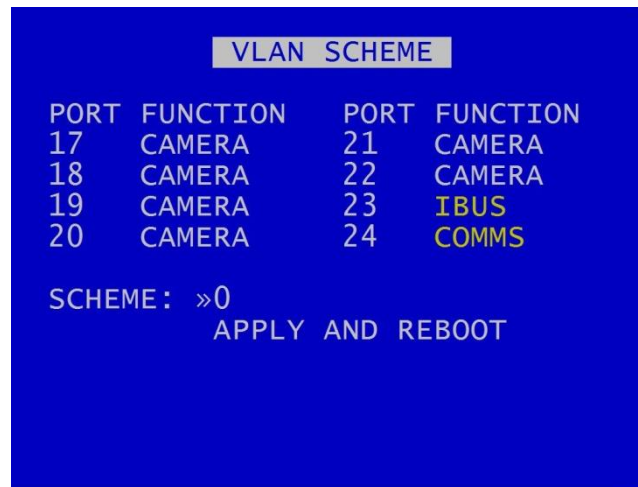 VLAN SCHEME
PORT FUNCTION PORT FUNCTION
17 CAMERA 21 CAMERA
18 CAMERA 22 CAMERA
19 CAMERA 23 IBUS
20 CAMERA 24 COMMS
SCHEME: »0
APPLY AND REBOOT